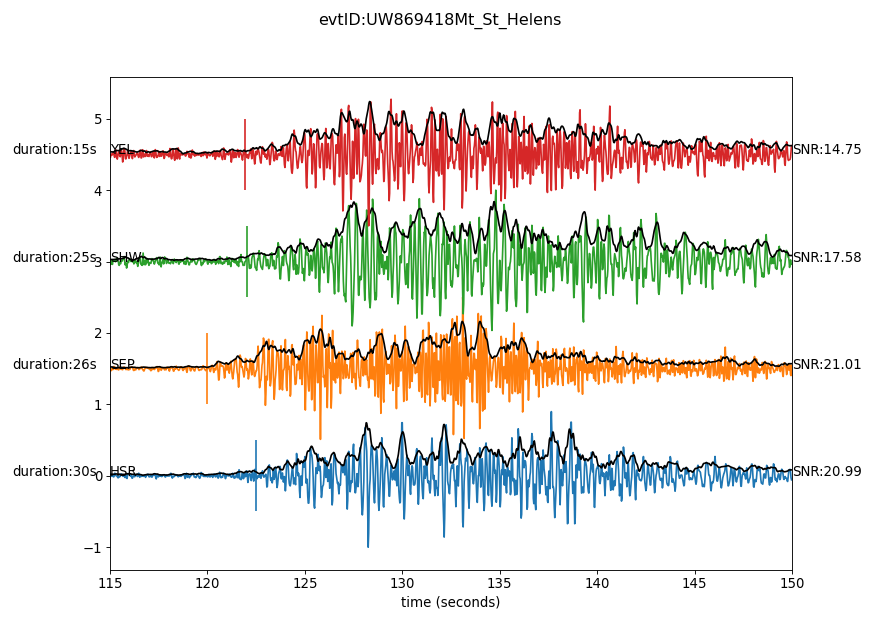 evtID:UW869418Mt_St_Helens
5
duration:15s YEL SNR:14.75
4
duration:25s SHW SNR:17.58
3
2
duration:26s SEP SNR:21.01
1
duration:30s HSR SNR:20.99
0
−1
115 120 125 130 135 140 145 150
time (seconds)